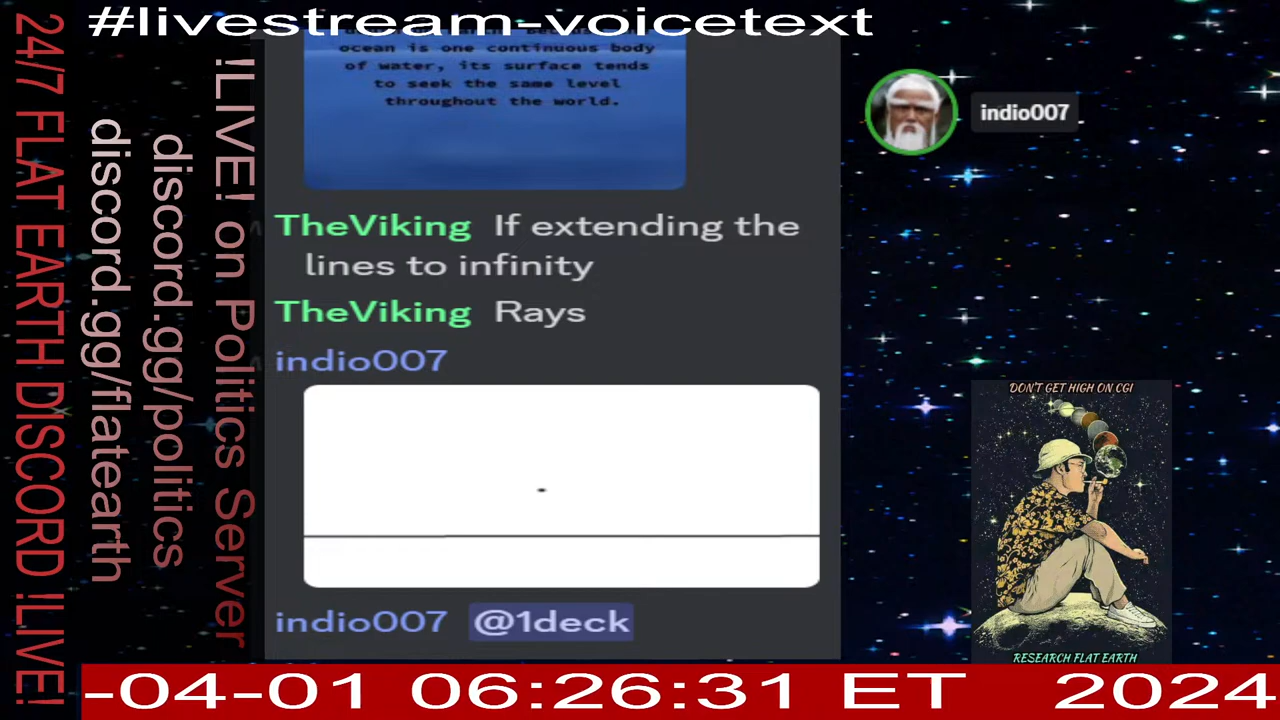 #livestream-voicetext
24/7 FLAT EARTH DISCORD !LIVE!
discord.gg/flatearth
discord.gg/politics
!LIVE! on Politics Server
ocean is one continuous body
of water, its surface tends
to seek the same level
throughout the world.
TheViking If extending the
lines to infinity
TheViking Rays
indio007
indio007 @1deck
indio007
DON'T GET HIGH ON CGI
RESEARCH FLAT EARTH
-04-01 06:26:31 ET 2024